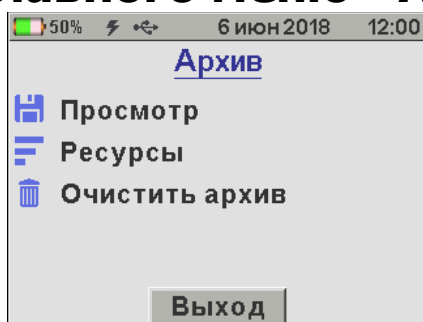 50% 6 июн 2018 12:00
Архив
Просмотр
Ресурсы
Очистить архив
Выход